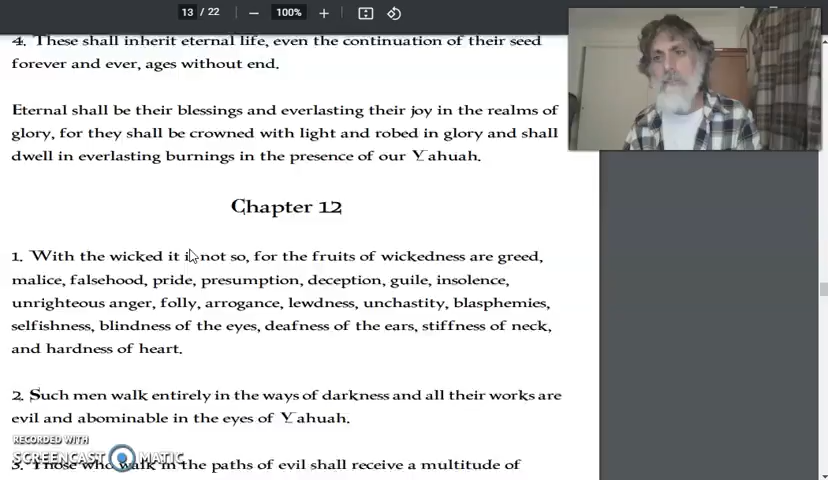 13 / 22
100%
4. These shall inherit eternal life, even the continuation of their seed
forever and ever, ages without end.
Eternal shall be their blessings and everlasting their joy in the realms of
glory, for they shall be crowned with light and robed in glory and shall
dwell in everlasting burnings in the presence of our Yahuah.
Chapter 12
1. With the wicked it is not so, for the fruits of wickedness are greed,
malice, falsehood, pride, presumption, deception, guile, insolence,
unrighteous anger, folly, arrogance, lewdness, unchastity, blasphemies,
selfishness, blindness of the eyes, deafness of the ears, stiffness of neck,
and hardness of heart.
2. Such men walk entirely in the ways of darkness and all their works are
evil and abominable in the eyes of Yahuah.
RECORDED WITH
SCREENCAST MATIC
3. Those who walk in the paths of evil shall receive a multitude of